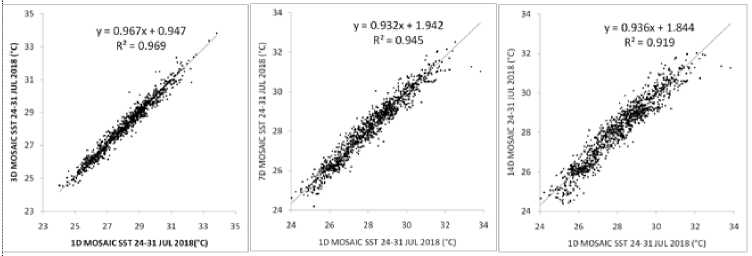 y = 0.967x + 0.947
R² = 0.969
3D MOSAIC SST 24-31 JUL 2018 (°C)
35
33
31
29
27
25
23
23 25 27 29 31 33 35
1D MOSAIC SST 24-31 JUL 2018(°C)
y = 0.932x + 1.942
R² = 0.945
7D MOSAIC SST 24-31 JUL 2018 (°C)
34
32
30
28
26
24
24 26 28 30 32 34
1D MOSAIC SST 24-31 JUL 2018 (°C)
y = 0.936x + 1.844
R² = 0.919
14D MOSAIC SST 24-31 JUL 2018 (°C)
34
32
30
28
26
24
24 26 28 30 32 34
1D MOSAIC SST 24-31 JUL 2018 (°C)